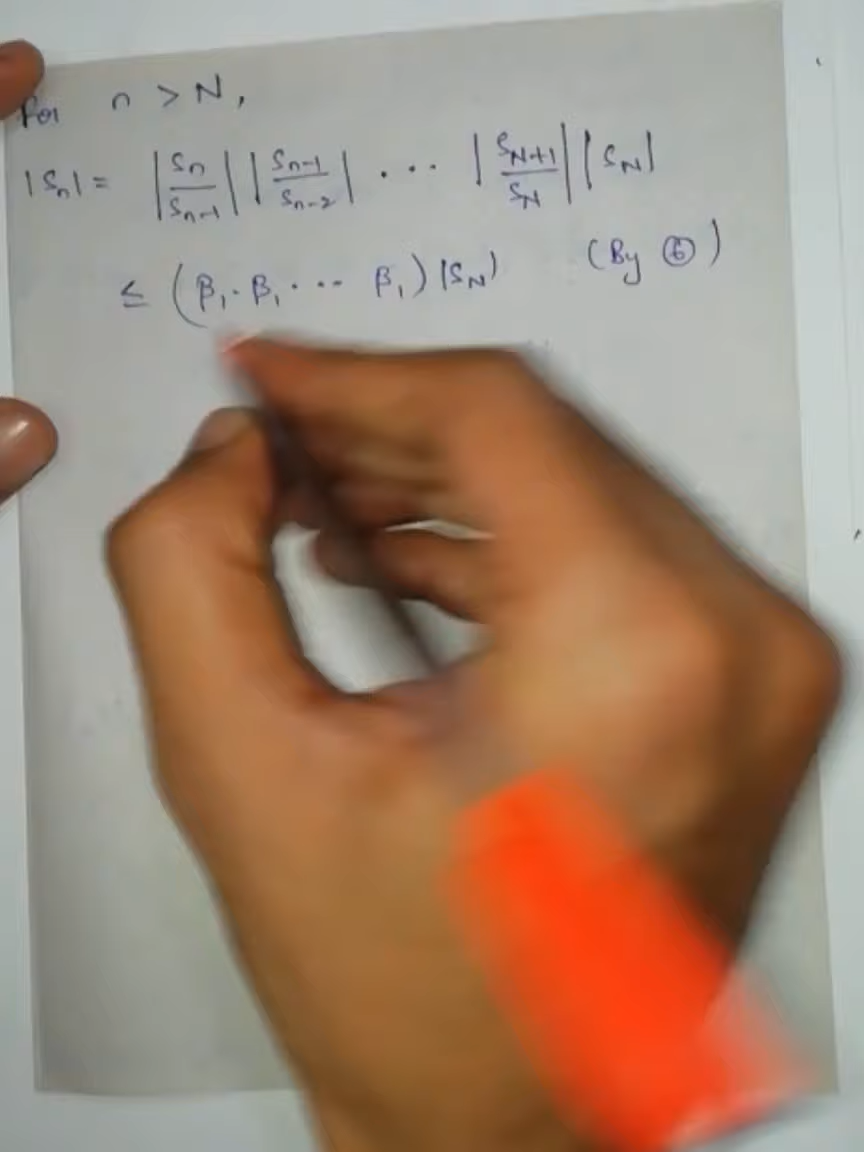 For n > N,
|Sn| = |Sn/Sn-1| |Sn-1/Sn-2| ··· |SN+1/SN| |SN|
≤ (β1·β1··· β1) |SN| (By ⑥)